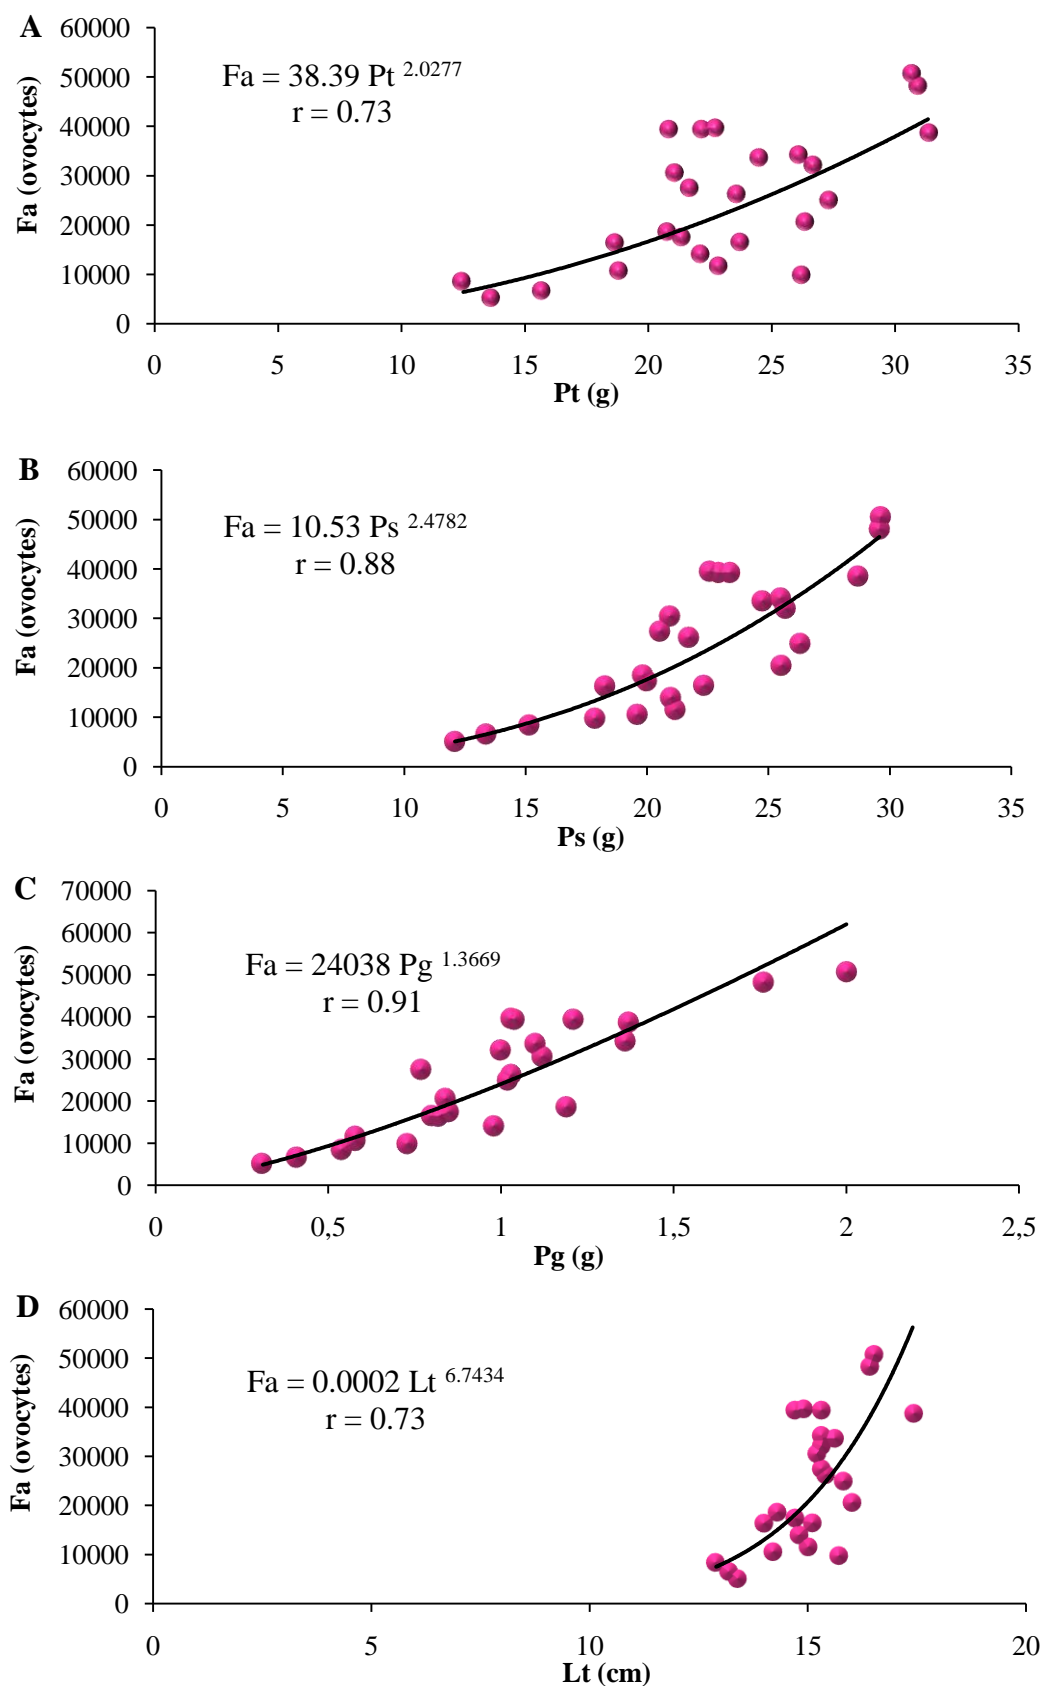 A
60000
50000
40000
30000
20000
10000
0
Fa (ovocytes)
Fa = 38.39 Pt 2.0277
r = 0.73
0 5 10 15 20 25 30 35
Pt (g)
B
60000
50000
40000
30000
20000
10000
0
Fa (ovocytes)
Fa = 10.53 Ps 2.4782
r = 0.88
0 5 10 15 20 25 30 35
Ps (g)
C
70000
60000
50000
40000
30000
20000
10000
0
Fa (ovocytes)
Fa = 24038 Pg 1.3669
r = 0.91
0 0,5 1 1,5 2 2,5
Pg (g)
D
60000
50000
40000
30000
20000
10000
0
Fa (ovocytes)
Fa = 0.0002 Lt 6.7434
r = 0.73
0 5 10 15 20
Lt (cm)